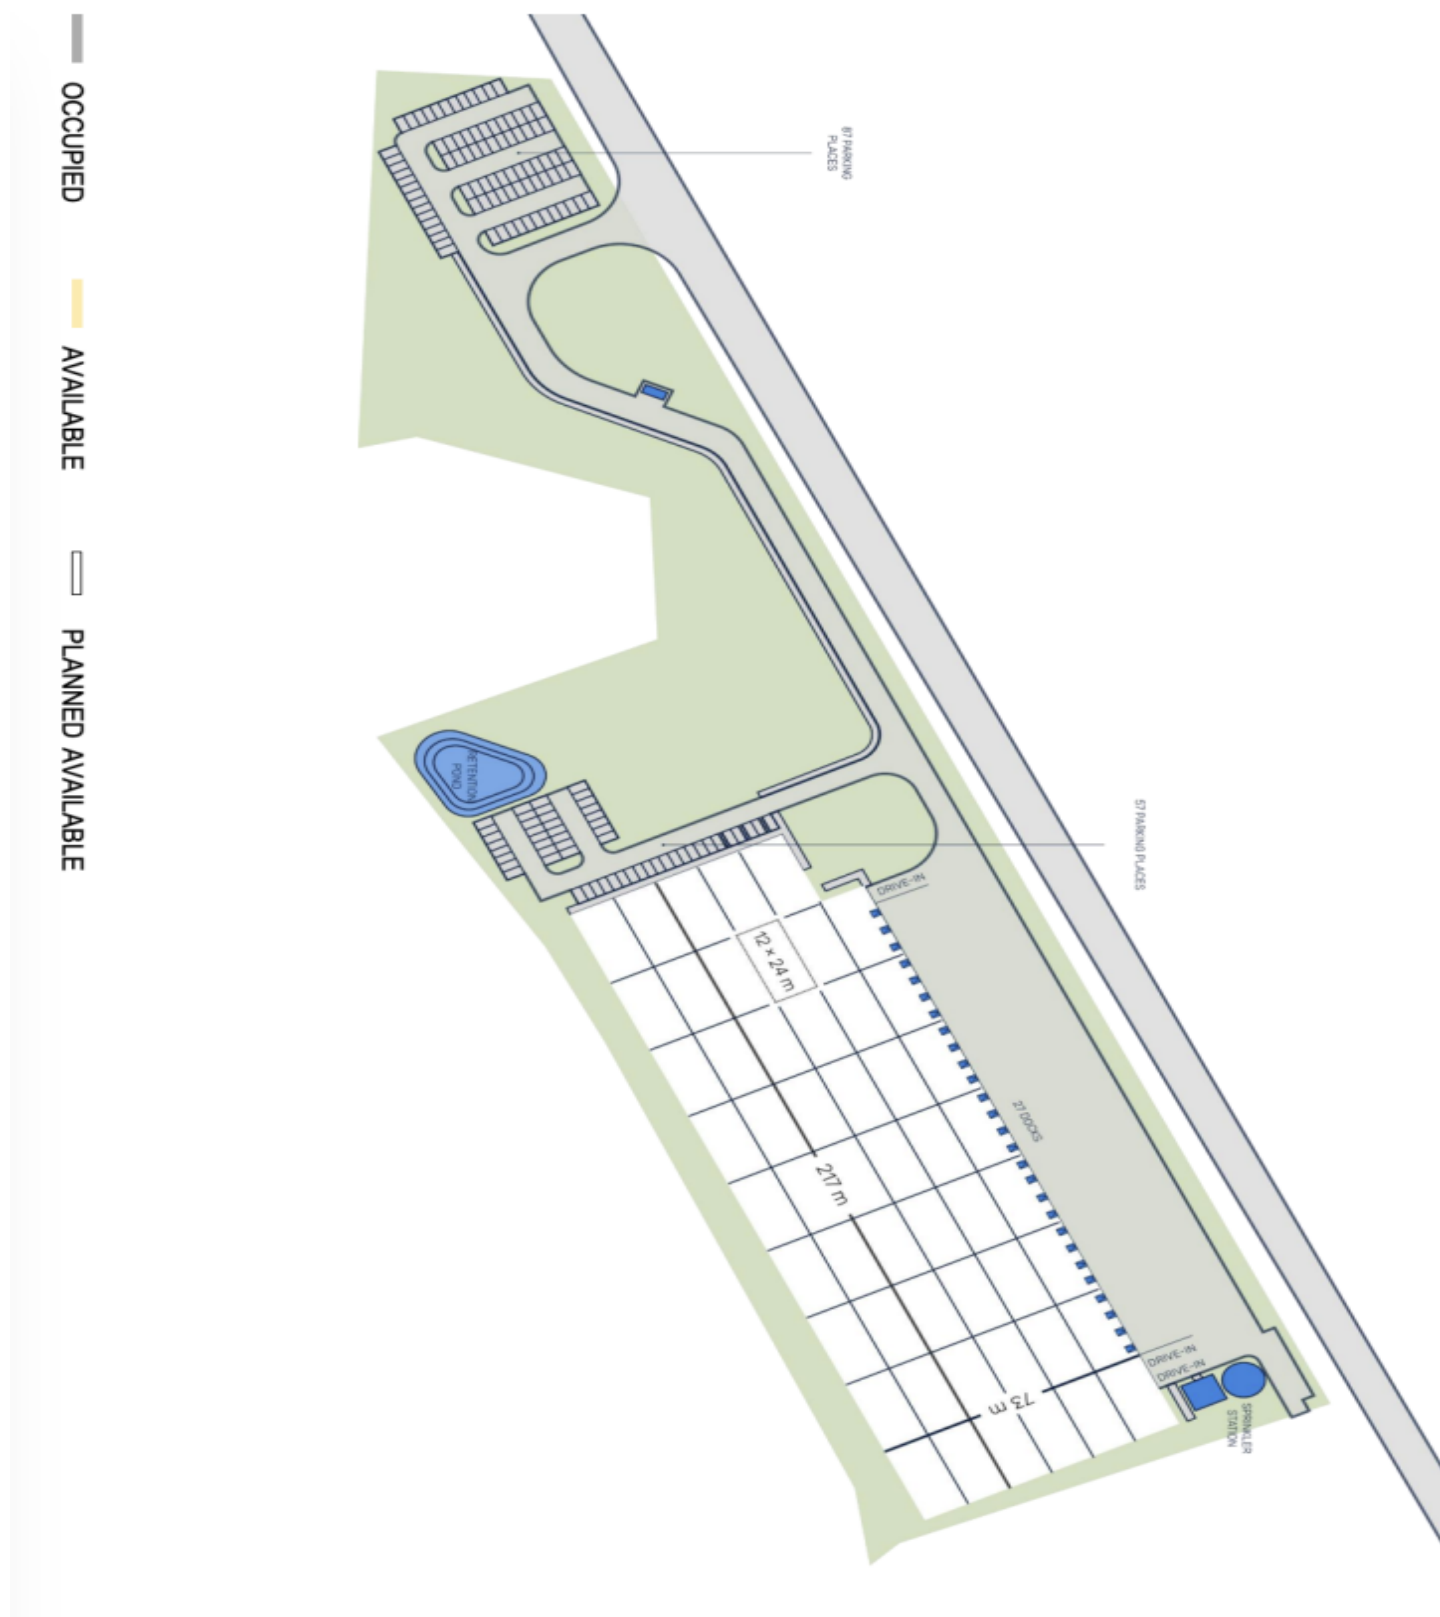 OCCUPIED
AVAILABLE
PLANNED AVAILABLE
87 PARKING
PLACES
57 PARKING PLACES
RETENTION
POND
DRIVE-IN
12 × 24 m
27 DOCKS
217 m
73 m
DRIVE-IN
DRIVE-IN
SPRINKLER
STATION